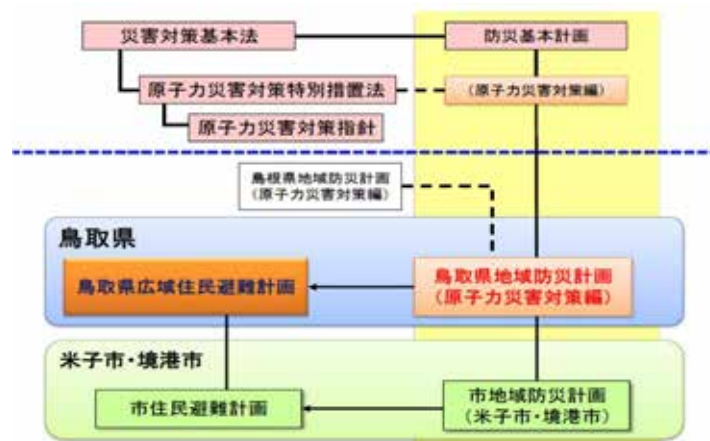 災害対策基本法
防災基本計画
原子力災害対策特別措置法
(原子力災害対策編)
原子力災害対策指針
島根県地域防災計画
(原子力災害対策編)
鳥取県
鳥取県広域住民避難計画
鳥取県地域防災計画
(原子力災害対策編)
米子市・境港市
市住民避難計画
市地域防災計画
(米子市・境港市)